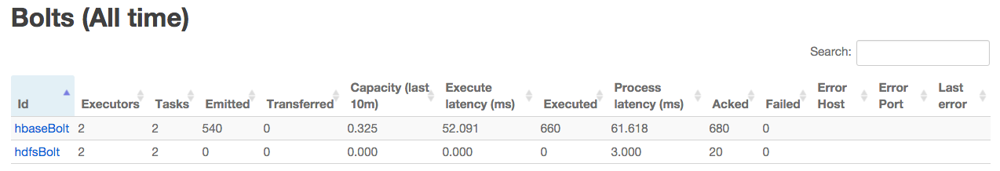 Bolts (All time)
Search:
Id Executors Tasks Emitted Transferred Capacity (last 10m) Execute latency (ms) Executed Process latency (ms) Acked Failed Error Host Error Port Last error
hbaseBolt 2 2 540 0 0.325 52.091 660 61.618 680 0
hdfsBolt 2 2 0 0 0.000 0.000 0 3.000 20 0